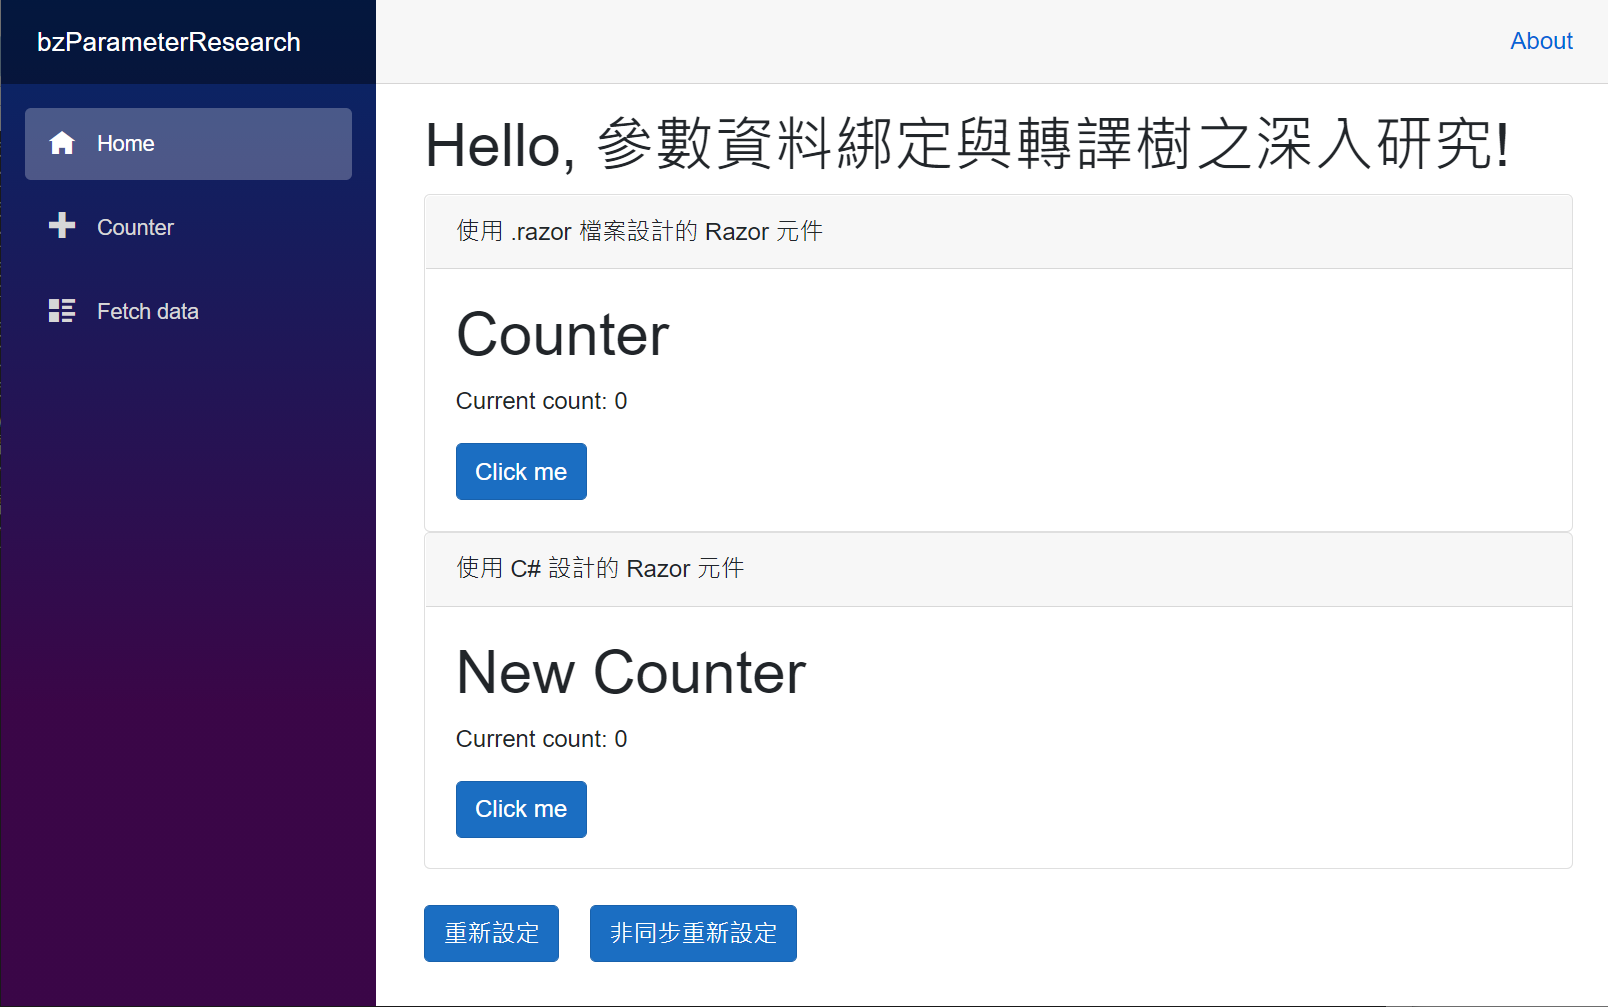 bzParameterResearch
About
Home
Counter
Fetch data
Hello, 參數資料綁定與轉譯樹之深入研究!
使用 .razor 檔案設計的 Razor 元件
Counter
Current count: 0
Click me
使用 C# 設計的 Razor 元件
New Counter
Current count: 0
Click me
重新設定
非同步重新設定